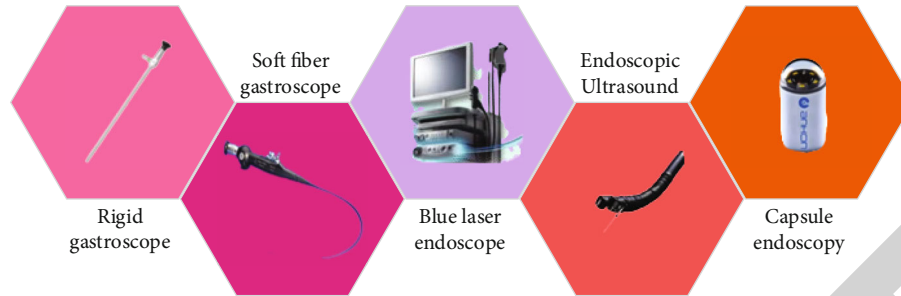 Soft fiber
gastroscope
Endoscopic
Ultrasound
Rigid
gastroscope
Blue laser
endoscope
Capsule
endoscopy